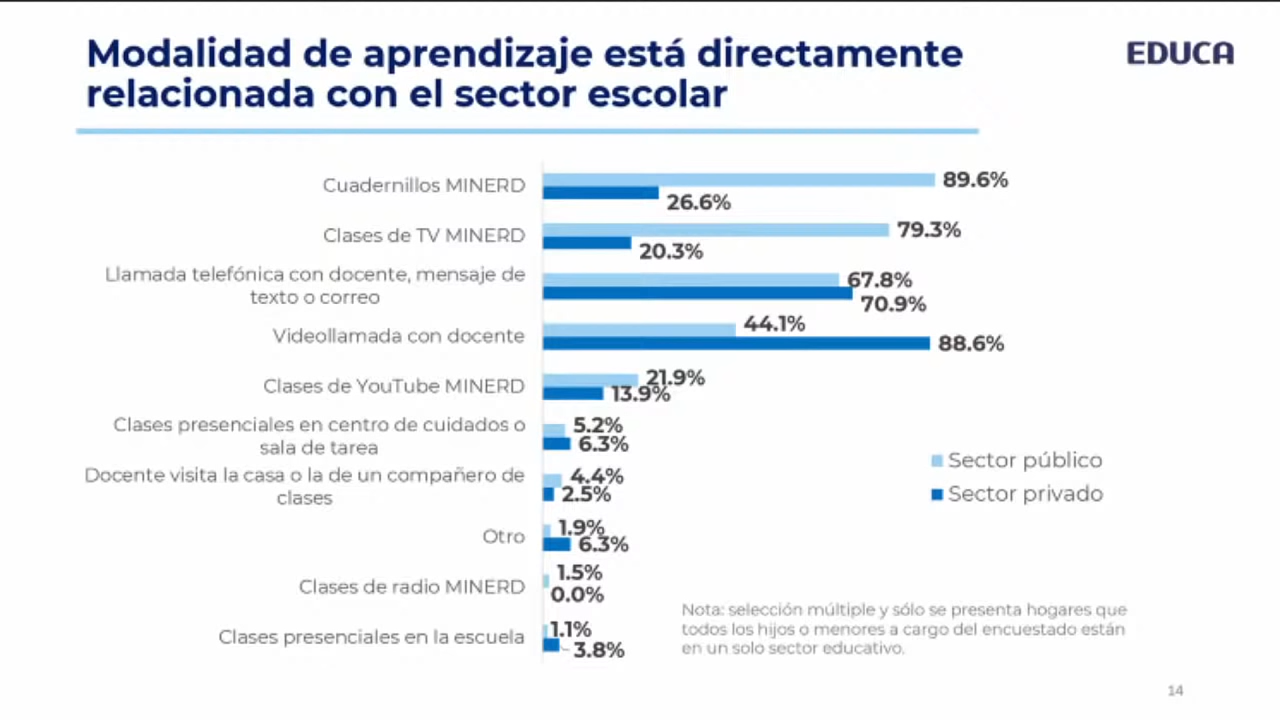 Modalidad de aprendizaje está directamente
relacionada con el sector escolar
EDUCA
Cuadernillos MINERD
89.6%
26.6%
Clases de TV MINERD
79.3%
20.3%
Llamada telefónica con docente, mensaje de
texto o correo
67.8%
70.9%
Videollamada con docente
44.1%
88.6%
Clases de YouTube MINERD
21.9%
13.9%
Clases presenciales en centro de cuidados o
sala de tarea
5.2%
6.3%
Docente visita la casa o la de un compañero de
clases
4.4%
2.5%
Otro
1.9%
6.3%
Clases de radio MINERD
1.5%
0.0%
Clases presenciales en la escuela
1.1%
3.8%
Sector público
Sector privado
Nota: selección múltiple y sólo se presenta hogares que
todos los hijos o menores a cargo del encuestado están
en un solo sector educativo.
14